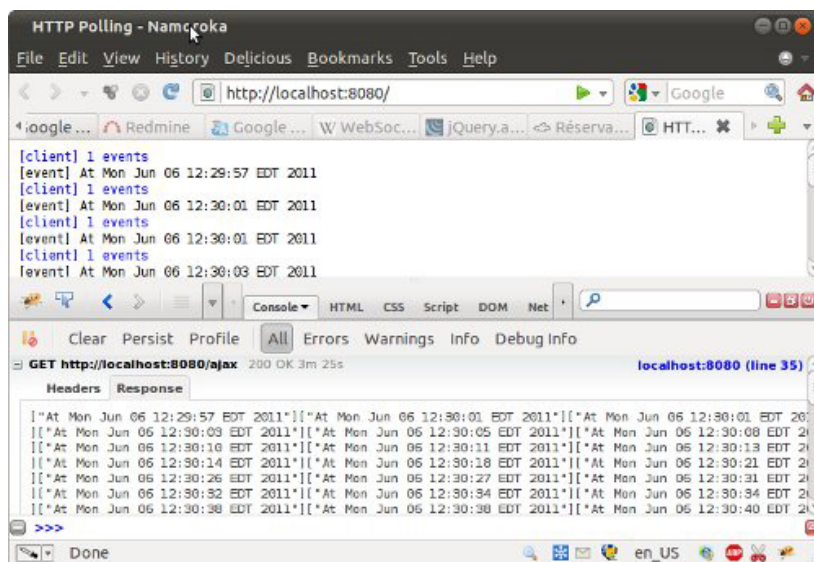 HTTP Polling - Namoroka
File Edit View History Delicious Bookmarks Tools Help
http://localhost:8080/ Google
Google ... Redmine Google ... WebSoc... jQuery.a... Réserva... HTT...
[client] 1 events
[event] At Mon Jun 06 12:29:57 EDT 2011
[client] 1 events
[event] At Mon Jun 06 12:30:01 EDT 2011
[client] 1 events
[event] At Mon Jun 06 12:30:01 EDT 2011
[client] 1 events
[event] At Mon Jun 06 12:30:03 EDT 2011
Console HTML CSS Script DOM Net
Clear Persist Profile All Errors Warnings Info Debug Info
GET http://localhost:8080/ajax 200 OK 3m 25s localhost:8080 (line 35)
Headers Response
["At Mon Jun 06 12:29:57 EDT 2011"]["At Mon Jun 06 12:30:01 EDT 2011"]["At Mon Jun 06 12:30:01 EDT 20
]["At Mon Jun 06 12:30:03 EDT 2011"]["At Mon Jun 06 12:30:05 EDT 2011"]["At Mon Jun 06 12:30:08 EDT 2
]["At Mon Jun 06 12:30:10 EDT 2011"]["At Mon Jun 06 12:30:11 EDT 2011"]["At Mon Jun 06 12:30:13 EDT 2
]["At Mon Jun 06 12:30:14 EDT 2011"]["At Mon Jun 06 12:30:18 EDT 2011"]["At Mon Jun 06 12:30:21 EDT 2
]["At Mon Jun 06 12:30:26 EDT 2011"]["At Mon Jun 06 12:30:27 EDT 2011"]["At Mon Jun 06 12:30:31 EDT 2
]["At Mon Jun 06 12:30:32 EDT 2011"]["At Mon Jun 06 12:30:34 EDT 2011"]["At Mon Jun 06 12:30:34 EDT 2
]["At Mon Jun 06 12:30:38 EDT 2011"]["At Mon Jun 06 12:30:38 EDT 2011"]["At Mon Jun 06 12:30:40 EDT 2
>>>
Done en_US ABP